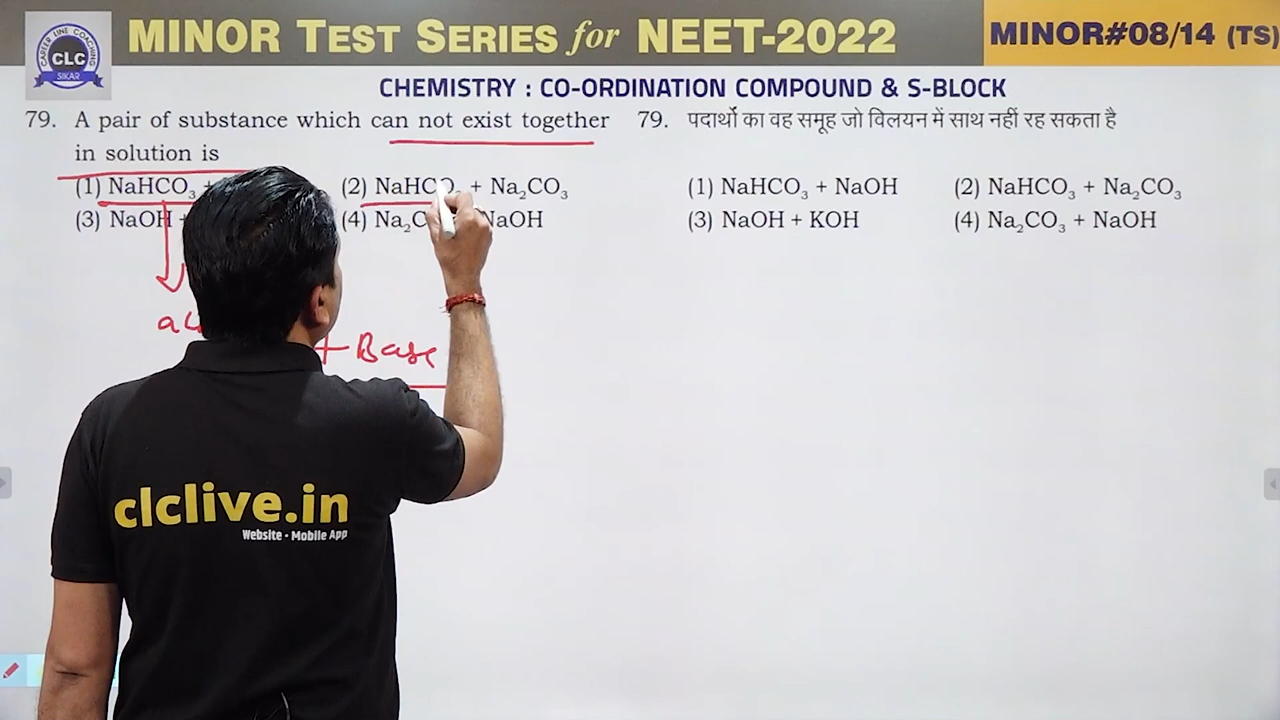 CAREER LINE COACHING
CLC
SIKAR
MINOR TEST SERIES for NEET-2022
MINOR#08/14 (TS)
CHEMISTRY : CO-ORDINATION COMPOUND & S-BLOCK
79. A pair of substance which can not exist together
in solution is
(1) NaHCO₃ +
(2) NaHCO₃ + Na₂CO₃
(3) NaOH +
(4) Na₂C NaOH
+ Base
79. पदार्थो का वह समूह जो विलयन में साथ नहीं रह सकता है
(1) NaHCO₃ + NaOH
(2) NaHCO₃ + Na₂CO₃
(3) NaOH + KOH
(4) Na₂CO₃ + NaOH
clclive.in
Website • Mobile App